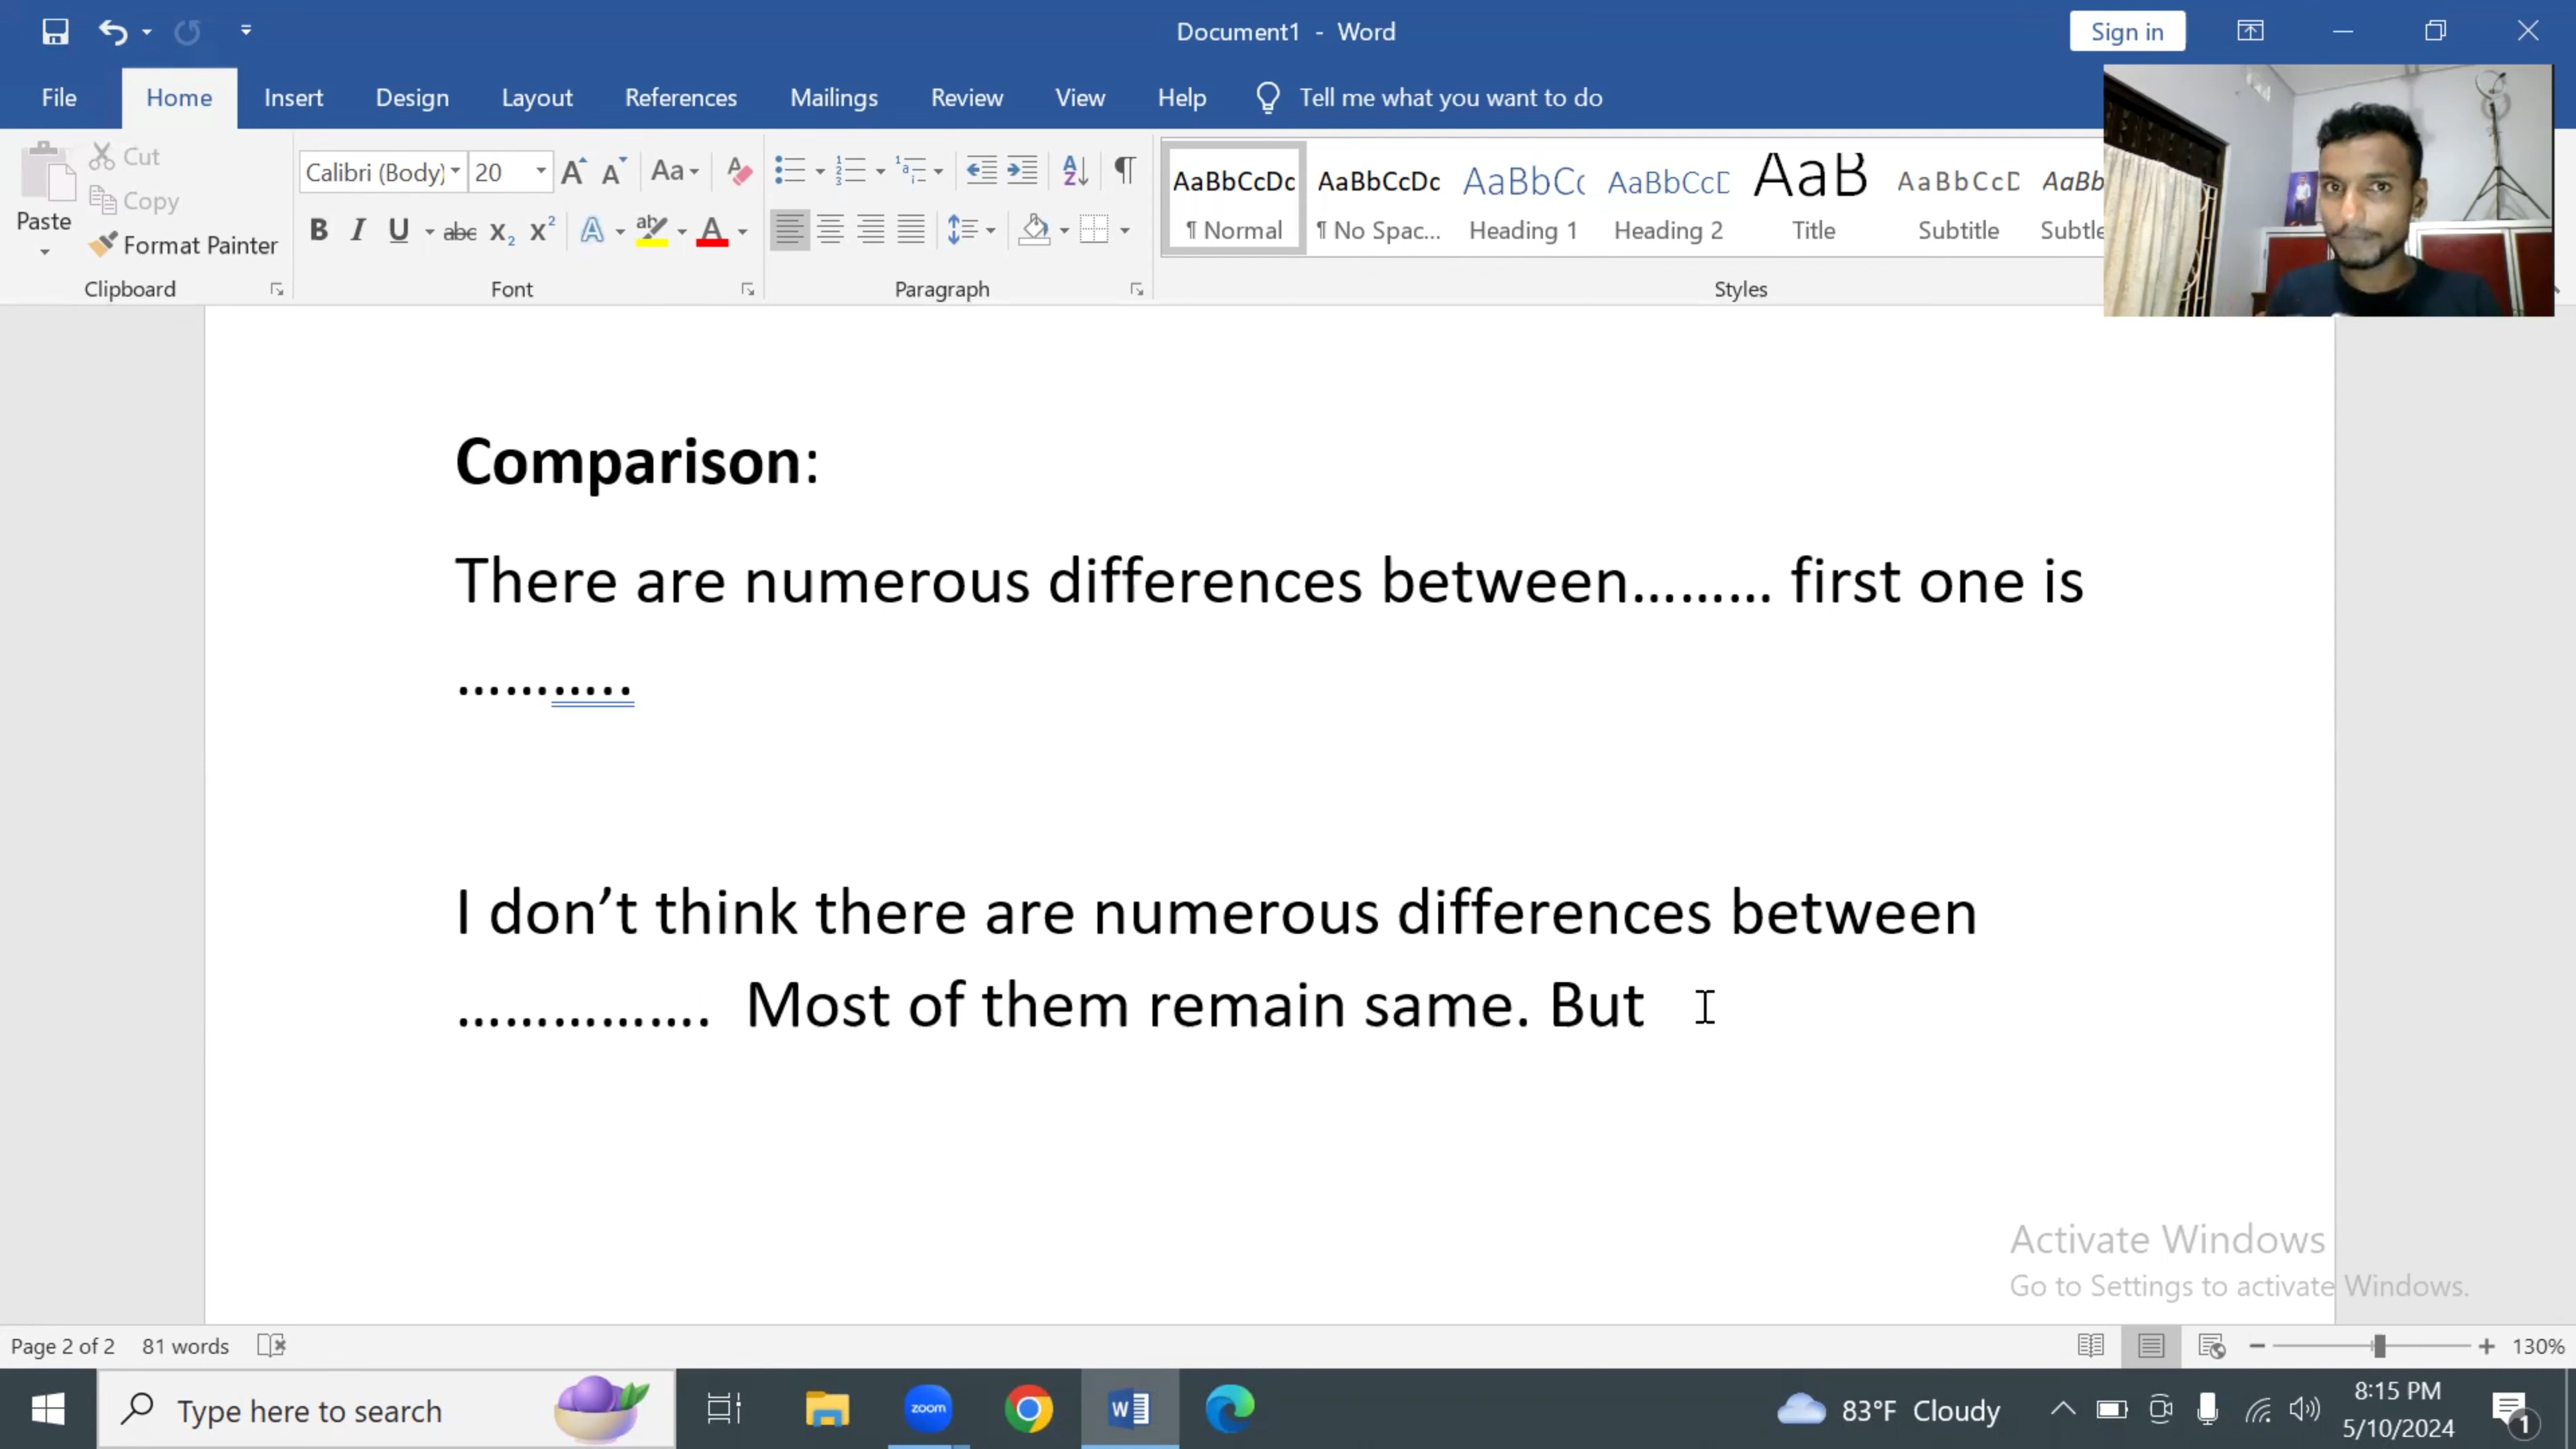 Document1 - Word
Sign in
File Home Insert Design Layout References Mailings Review View Help Tell me what you want to do
Paste
Cut
Copy
Format Painter
Clipboard
Calibri (Body) 20
Font
Paragraph
AaBbCcDc AaBbCcDc AaBbCc AaBbCcD AaB AaBbCcD AaBb
¶ Normal ¶ No Spac... Heading 1 Heading 2 Title Subtitle Subtle
Styles
Comparison:
There are numerous differences between……… first one is
………..
I don’t think there are numerous differences between
……………. Most of them remain same. But
Activate Windows
Go to Settings to activate Windows.
Page 2 of 2 81 words
130%
Type here to search
zoom
83°F Cloudy
8:15 PM
5/10/2024
1